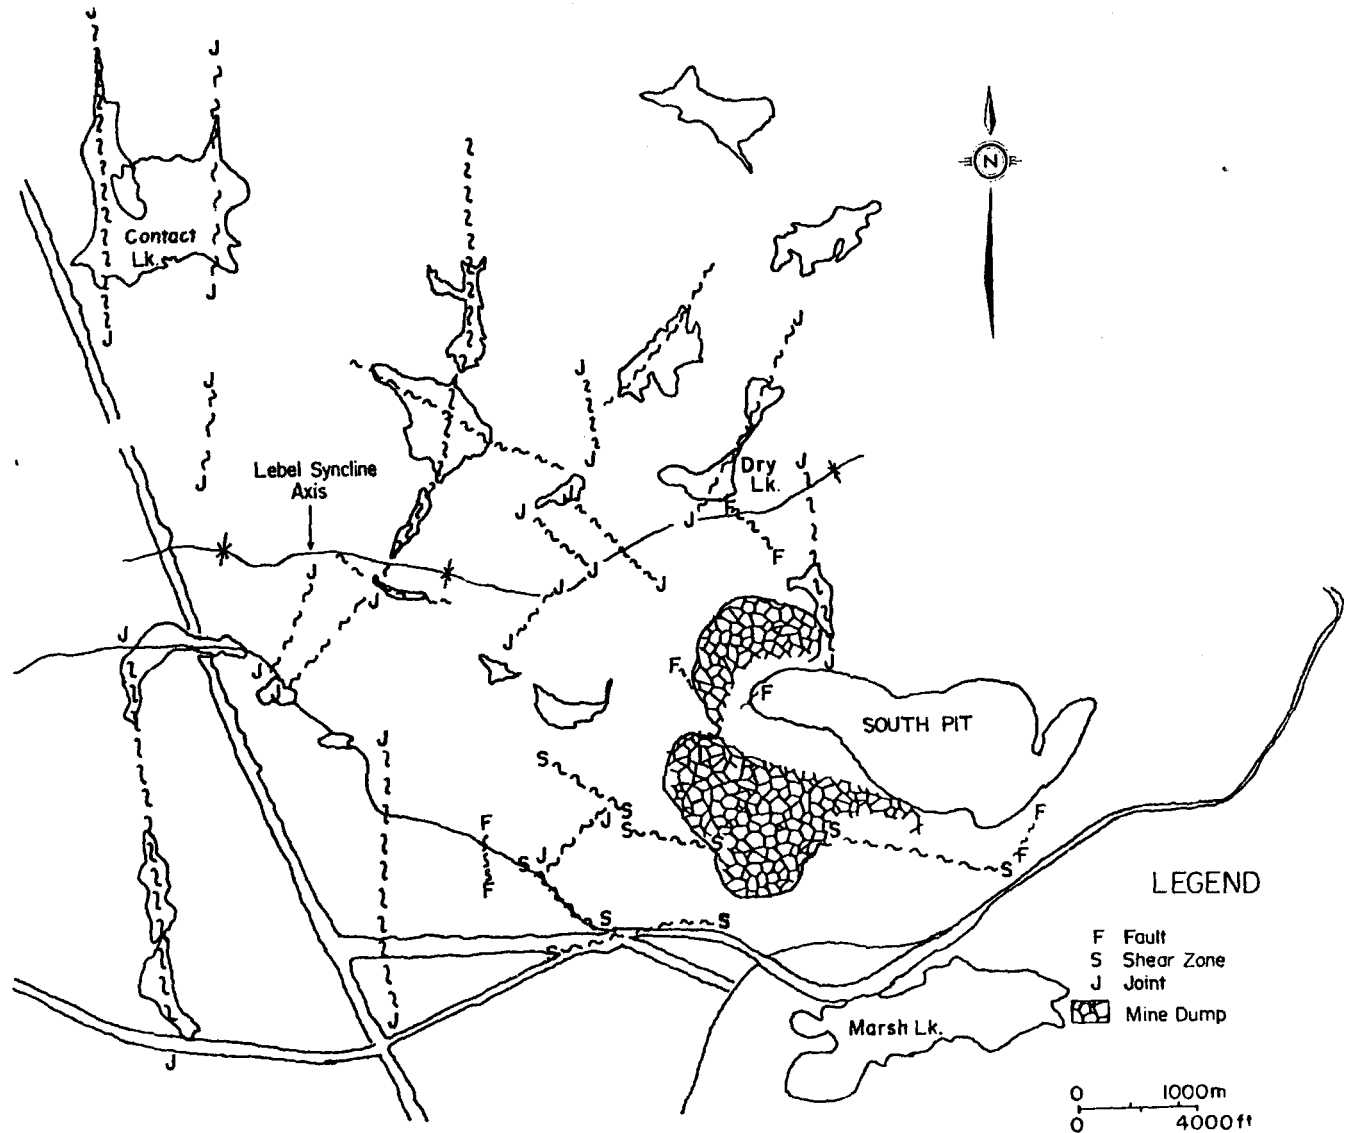 J
J
N
Contact
Lk.
J
J
J
J
J
J
J
Lebel Syncline
Axis
Dry
Lk.
J
J
J
J
J
F
F
J
J
J
J
J
J
J
J
J
J
F
F
SOUTH PIT
J
S
S
J
S
S
S
S
F
F
F
F
S
J
S
S
S
J
J
LEGEND
F Fault
S Shear Zone
J Joint
Mine Dump
Marsh Lk.
0 1000m
0 4000ft